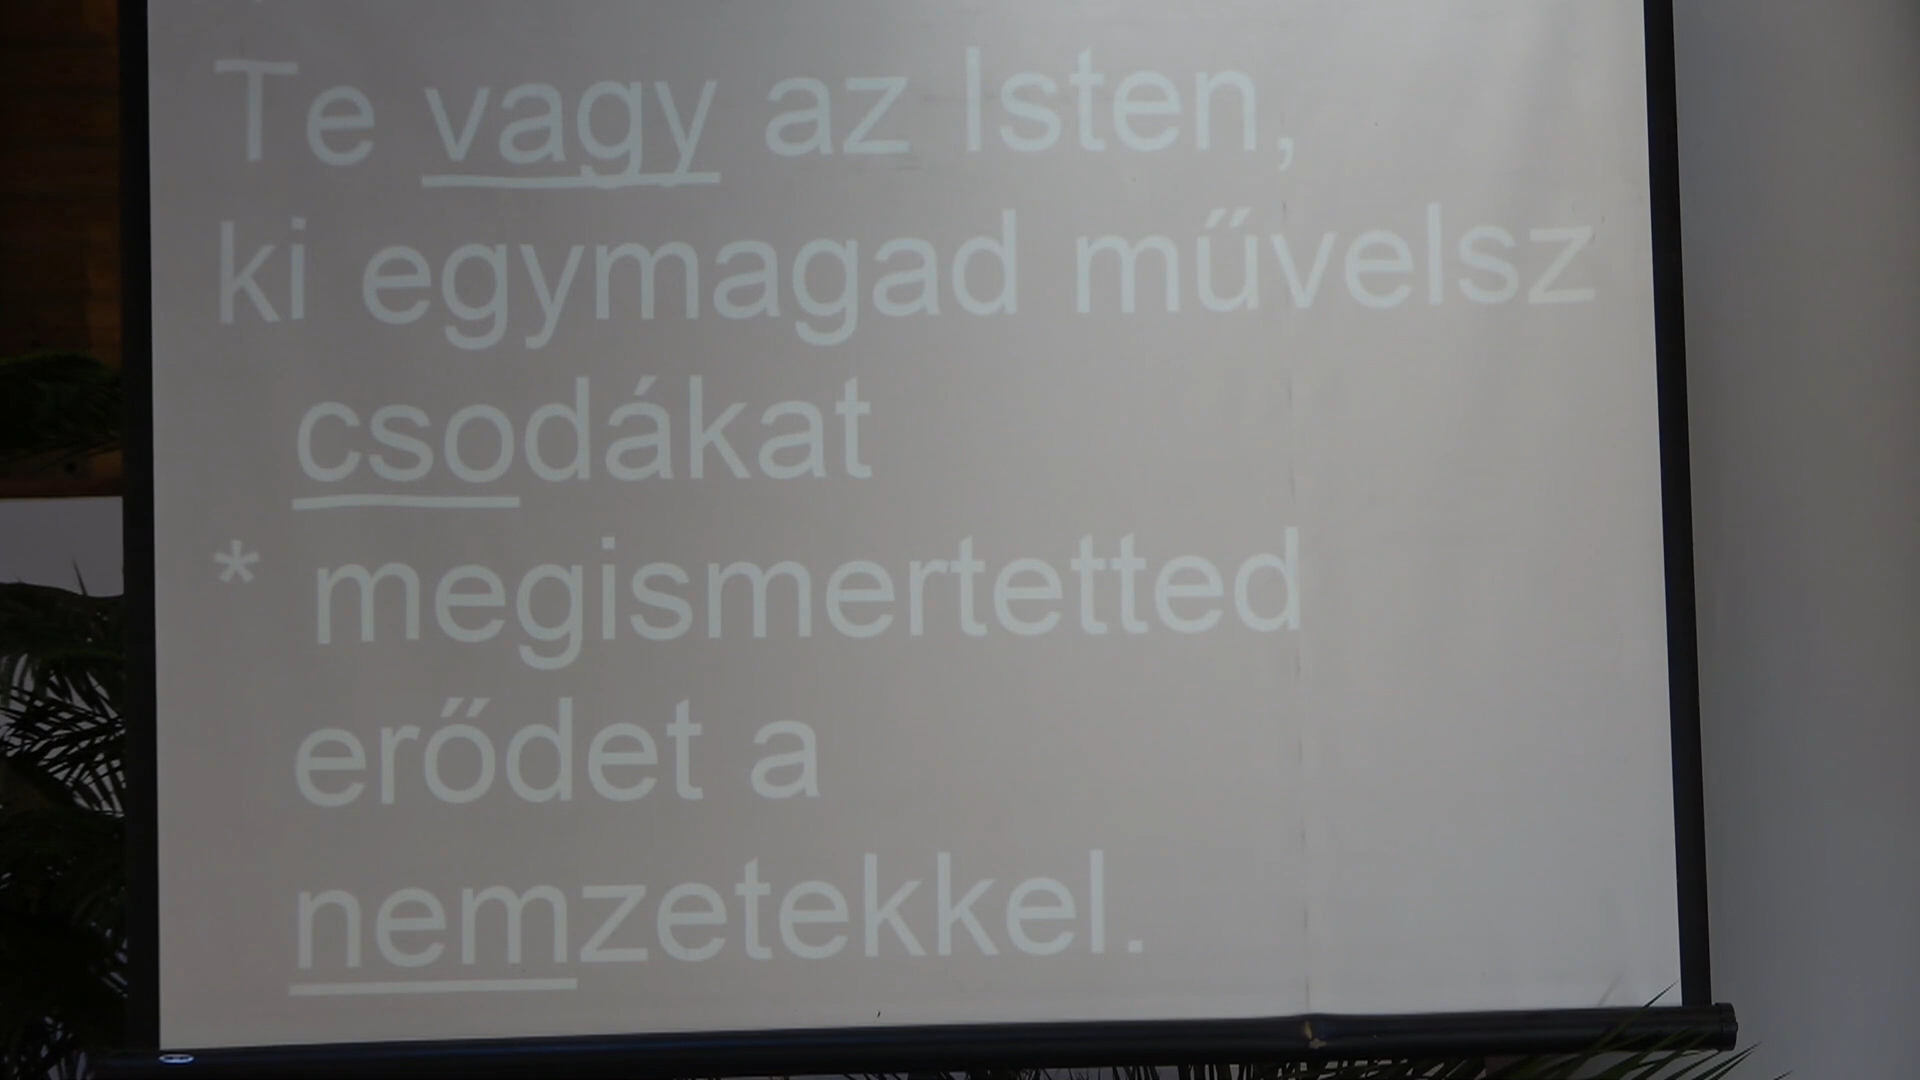 Te vagy az Isten,
ki egymagad művelsz
csodákat
* megismertetted
erődet a
nemzetekkel.